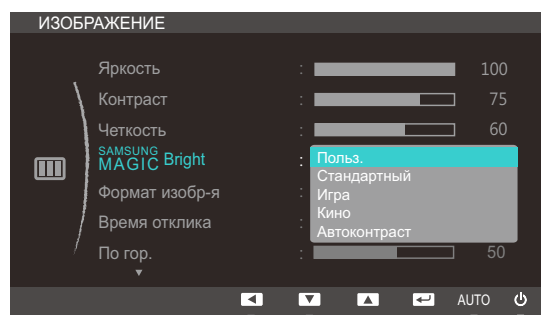 ИЗОБРАЖЕНИЕ
Яркость : 100
Контраст : 75
Четкость : 60
SAMSUNG
MAGIC Bright :
Польз.
Стандартный
Игра
Кино
Автоконтраст
Формат изобр-я :
Время отклика :
По гор. : 50
AUTO